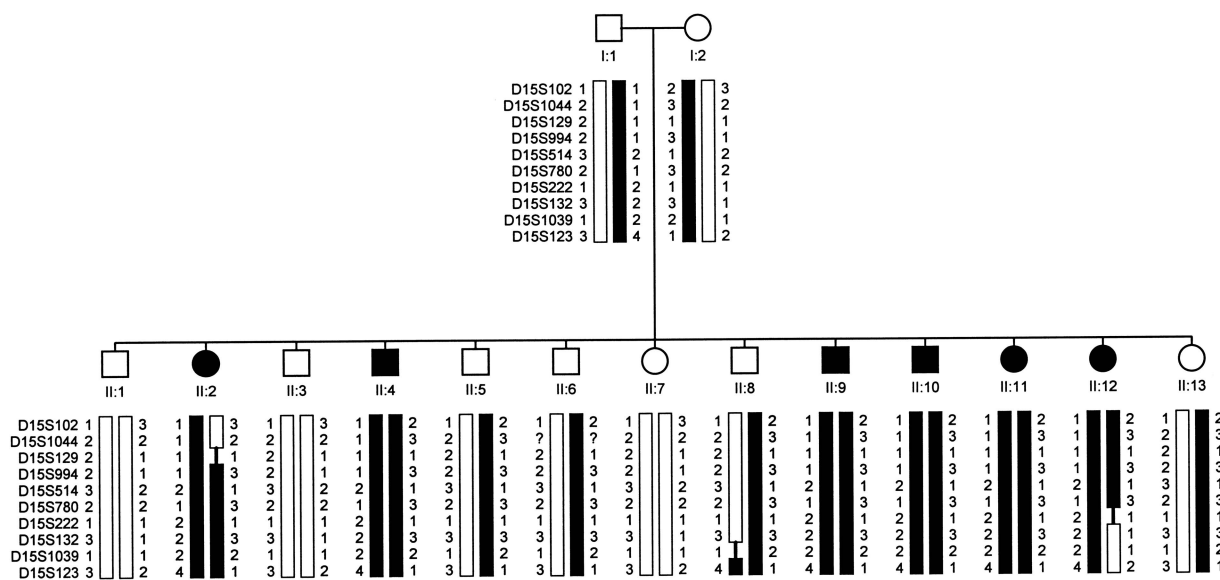 I:1 I:2
D15S102 1 1 2 3
D15S1044 2 1 3 2
D15S129 2 1 1 1
D15S994 2 1 3 1
D15S514 3 2 1 2
D15S780 2 1 3 2
D15S222 1 2 1 1
D15S132 3 2 3 1
D15S1039 1 2 2 1
D15S123 3 4 1 2
II:1 II:2 II:3 II:4 II:5 II:6 II:7 II:8 II:9 II:10 II:11 II:12 II:13
D15S102 1 3 1 3 1 3 1 2 1 2 1 2 1 3 1 2 1 2 1 2 1 2 1 2 1 2
D15S1044 2 2 1 2 2 2 1 3 2 3 ? ? 2 2 2 3 1 3 1 3 1 3 1 3 2 3
D15S129 2 1 1 1 2 1 1 1 2 1 2 1 2 1 2 1 1 1 1 1 1 1 1 1 2 1
D15S994 2 1 1 3 2 1 1 3 2 3 2 3 2 1 2 3 1 3 1 3 1 3 1 3 2 3
D15S514 3 2 2 1 3 2 2 1 3 1 3 1 3 2 3 1 2 1 2 1 2 1 2 1 3 1
D15S780 2 2 1 3 2 2 1 3 2 3 2 3 2 2 2 3 1 3 1 3 1 3 1 3 2 3
D15S222 1 1 2 1 1 1 2 1 1 1 1 1 1 1 1 1 2 1 2 1 2 1 2 1 1 1
D15S132 3 1 2 3 3 1 2 3 3 3 3 3 3 1 3 3 2 3 2 3 2 3 2 1 3 3
D15S1039 1 1 2 2 1 1 2 2 1 2 1 2 1 1 1 2 2 2 2 2 2 2 2 1 1 2
D15S123 3 2 4 1 3 2 4 1 3 1 3 1 3 2 4 1 4 1 4 1 4 1 4 2 3 1